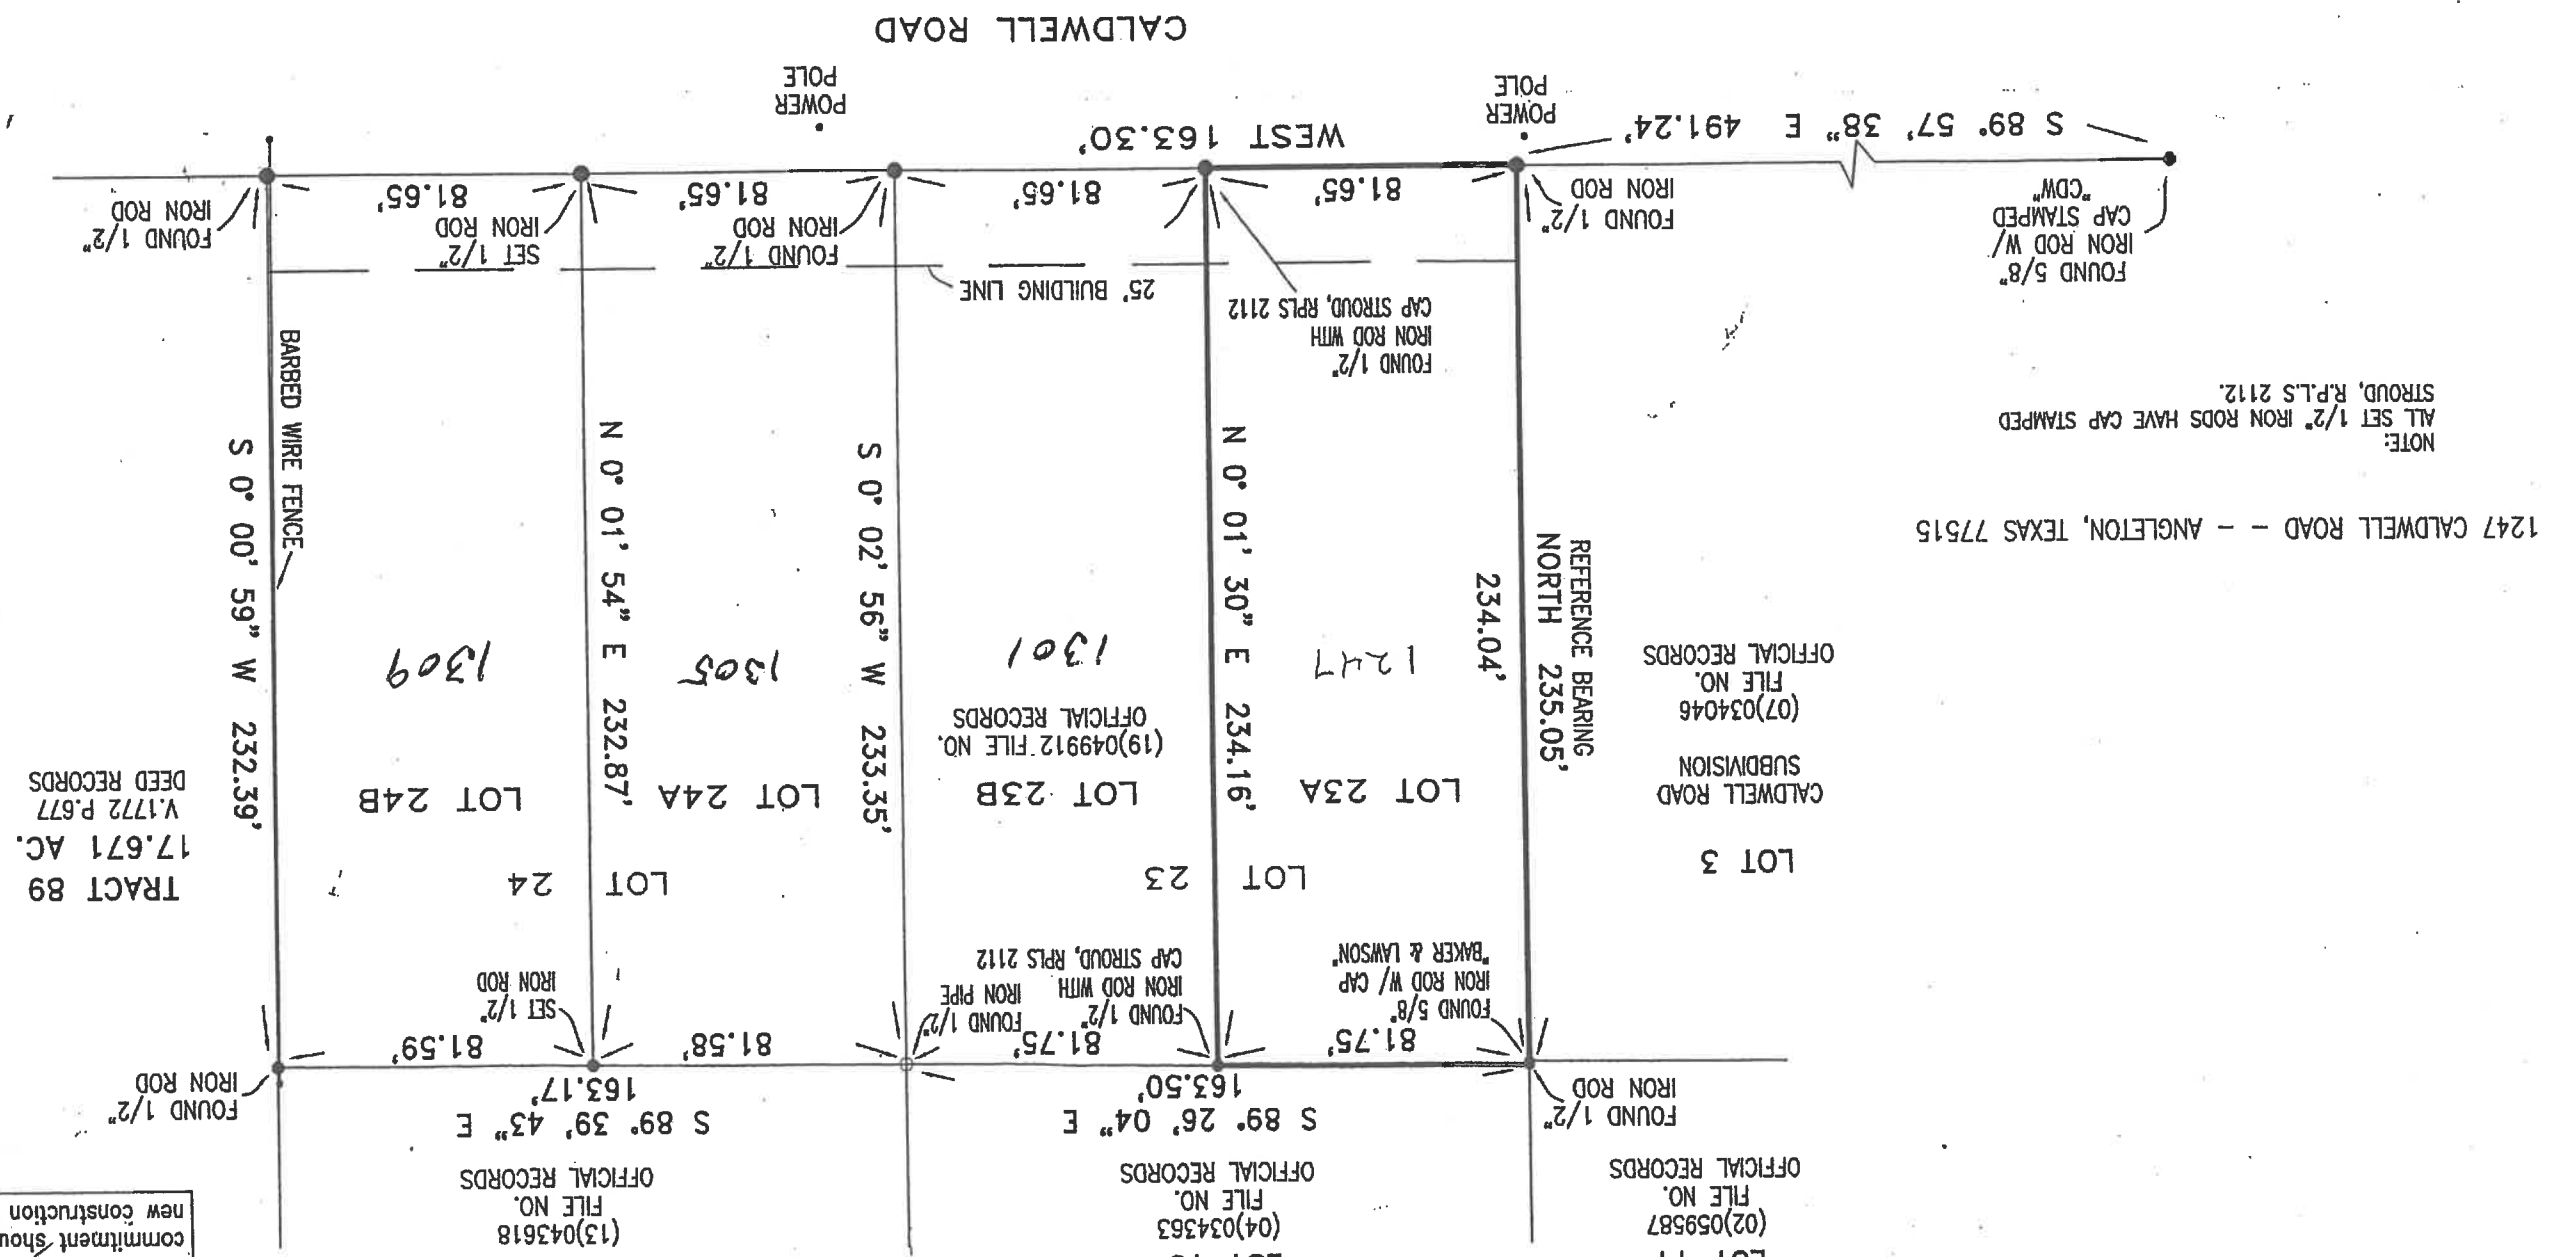 (02)059587
FILE NO.
OFFICIAL RECORDS
(04)034363
FILE NO.
OFFICIAL RECORDS
(13)043618
FILE NO.
OFFICIAL RECORDS
commitment shou
new construction
FOUND 1/2"
IRON ROD
S 89° 26' 04" E
163.50'
S 89° 39' 43" E
163.17'
FOUND 1/2"
IRON ROD
81.75'
81.75'
81.58'
81.59'
FOUND 5/8"
IRON ROD W/ CAP
"BAKER & LAWSON"
FOUND 1/2"
IRON ROD WITH
CAP STROUD, RPLS 2112
FOUND 1/2"
IRON PIPE
SET 1/2"
IRON ROD
LOT 3
CALDWELL ROAD
SUBDIVISION
(07)034046
FILE NO.
OFFICIAL RECORDS
LOT 23
LOT 24
TRACT 89
17.671 AC.
V.1772 P.677
DEED RECORDS
LOT 23A
1247
LOT 23B
(19)049912 FILE NO.
OFFICIAL RECORDS
1301
LOT 24A
1305
LOT 24B
1309
REFERENCE BEARING
NORTH 235.05'
234.04'
N 0° 01' 30" E 234.16'
S 0° 02' 56" W 233.35'
N 0° 01' 54" E 232.87'
S 0° 00' 59" W 232.39'
BARBED WIRE FENCE
1247 CALDWELL ROAD - - ANGLETON, TEXAS 77515
NOTE:
ALL SET 1/2" IRON RODS HAVE CAP STAMPED
STROUD, R.P.L.S 2112.
FOUND 1/2"
IRON ROD WITH
CAP STROUD, RPLS 2112
25' BUILDING LINE
FOUND 5/8"
IRON ROD W/
CAP STAMPED
"CDW"
FOUND 1/2"
IRON ROD
FOUND 1/2"
IRON ROD
SET 1/2"
IRON ROD
FOUND 1/2"
IRON ROD
81.65'
81.65'
81.65'
81.65'
S 89° 57' 38" E 491.24'
WEST 163.30'
POWER
POLE
POWER
POLE
CALDWELL ROAD